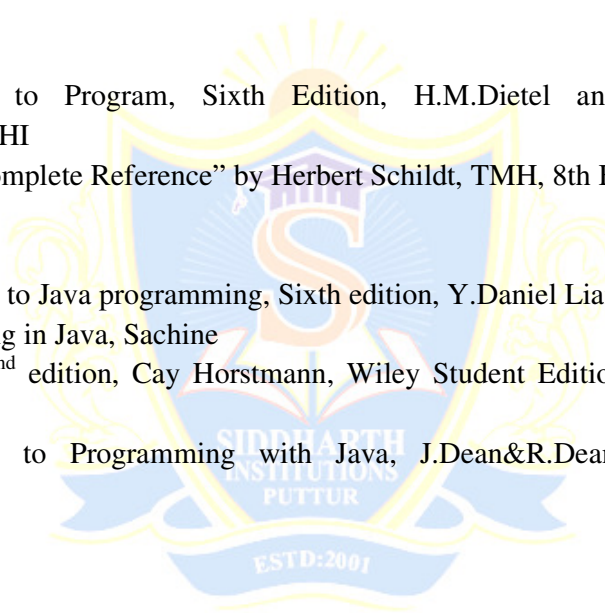 to Program, Sixth Edition, H.M.Dietel an
HI
omplete Reference” by Herbert Schildt, TMH, 8th
to Java programming, Sixth edition, Y.Daniel Lia
g in Java, Sachine
nd edition, Cay Horstmann, Wiley Student Editio
to Programming with Java, J.Dean&R.Dean
SIDDHARTH
INSTITUTIONS
PUTTUR
ESTD:2001